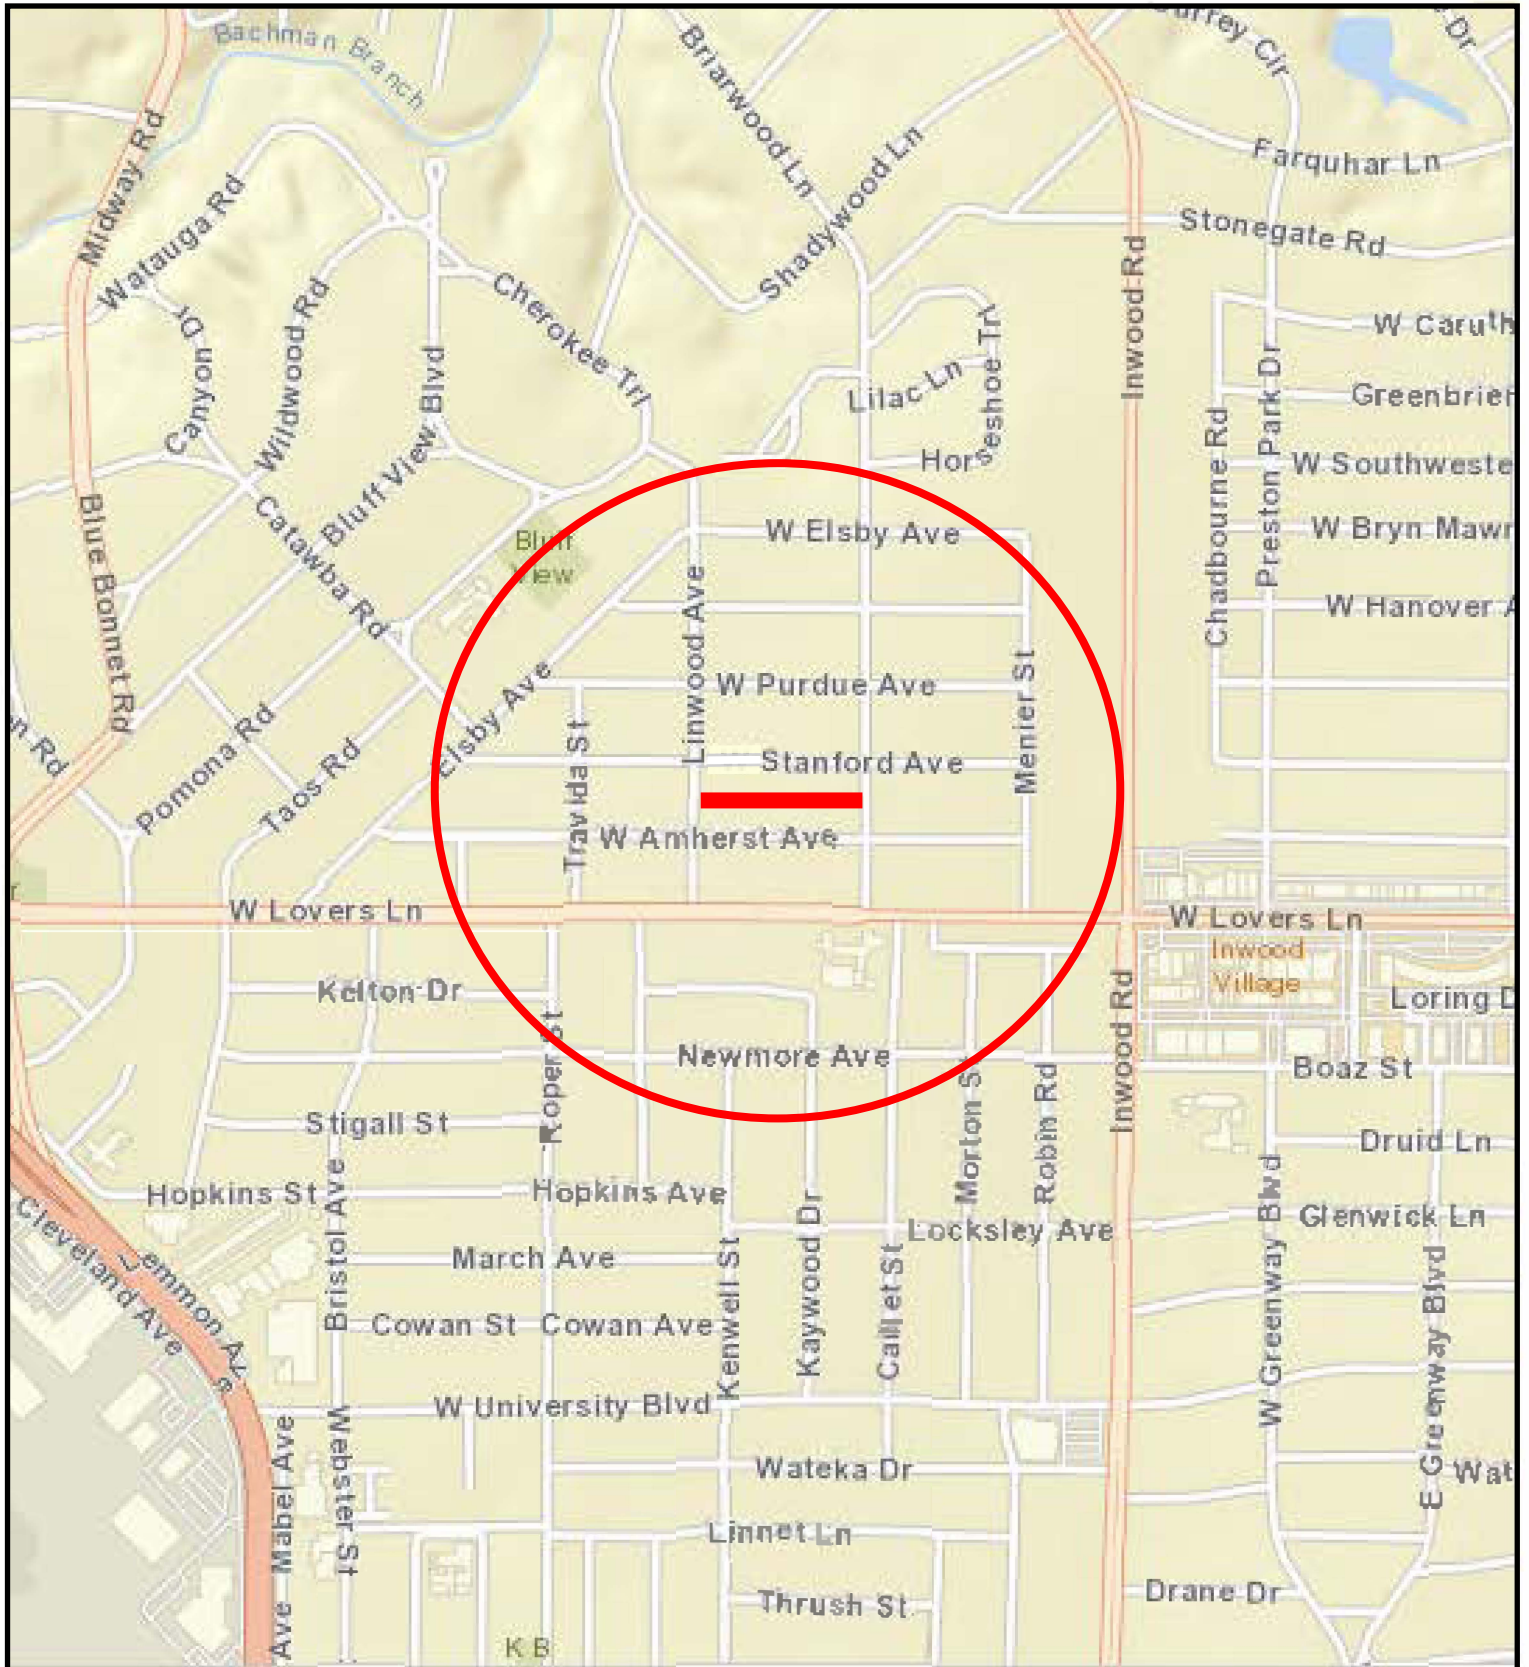 Bachman Branch
Briarwood Ln
Surrey Cir
Dr
Midway Rd
Farquhar Ln
Shadywood Ln
Watauga Rd
Stonegate Rd
Inwood Rd
Cherokee Trl
Wildwood Rd
Canyon Dr
W Caruth
Lilac Ln
Horseshoe Trl
Greenbrier
Bluff View Blvd
Preston Park Dr
Chadbourne Rd
W Southweste
Blue Bonnet Rd
Catawba Rd
Bluff
View
W Elsby Ave
W Bryn Mawr
W Hanover A
Linwood Ave
W Purdue Ave
Menier St
Elsby Ave
Travida St
on Rd
Pomona Rd
Taos Rd
Stanford Ave
W Amherst Ave
r
W Lovers Ln
W Lovers Ln
Inwood
Village
Kelton Dr
Loring D
Roper St
Newmore Ave
Inwood Rd
Boaz St
Stigall St
Morton St
Robin Rd
Druid Ln
Hopkins St
Hopkins Ave
Bristol Ave
Kaywood Dr
Locksley Ave
W Greenway Blvd
Glenwick Ln
Cleveland Ave
Lemmon Ave
March Ave
Kenwell St
Caillet St
E Greenway Blvd
Cowan St
Cowan Ave
W University Blvd
Mabel Ave
Webster St
Wateka Dr
Wat
Linnet Ln
Ave
Thrush St
Drane Dr
K B